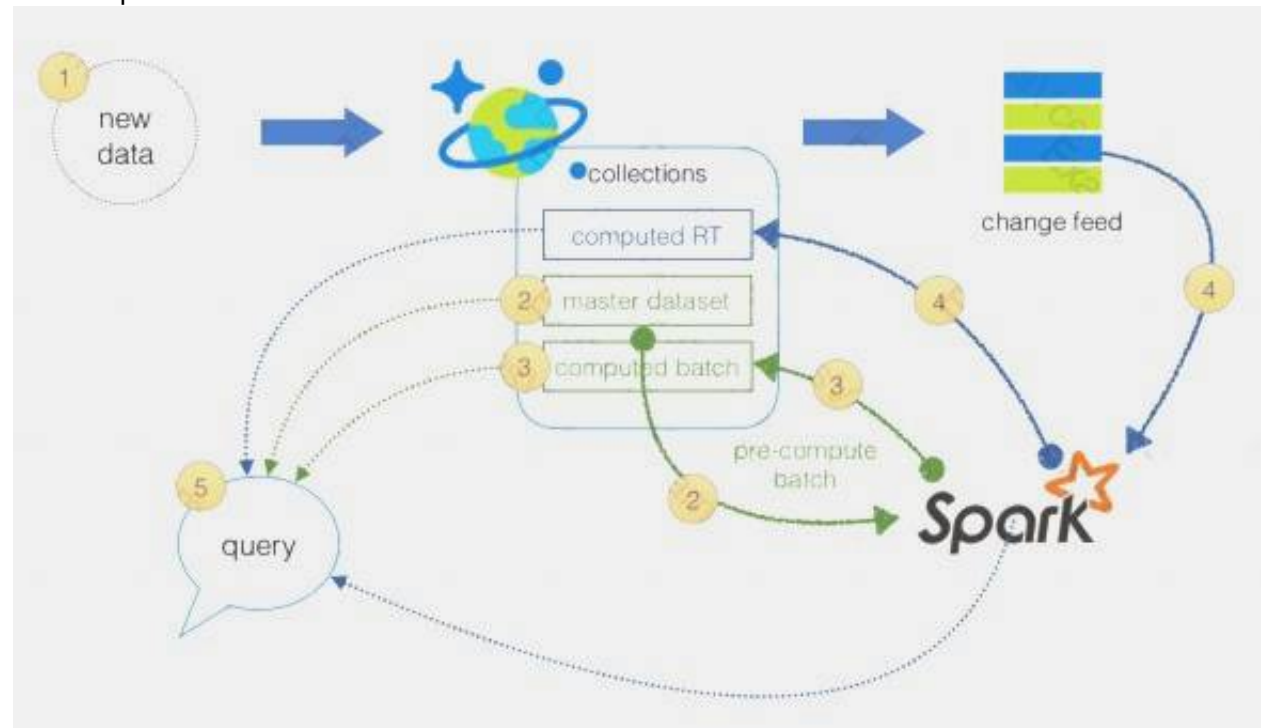 1
new
data
collections
computed RT
change feed
4
4
2
master dataset
3
computed batch
3
pre-compute
batch
2
5
query
Spark